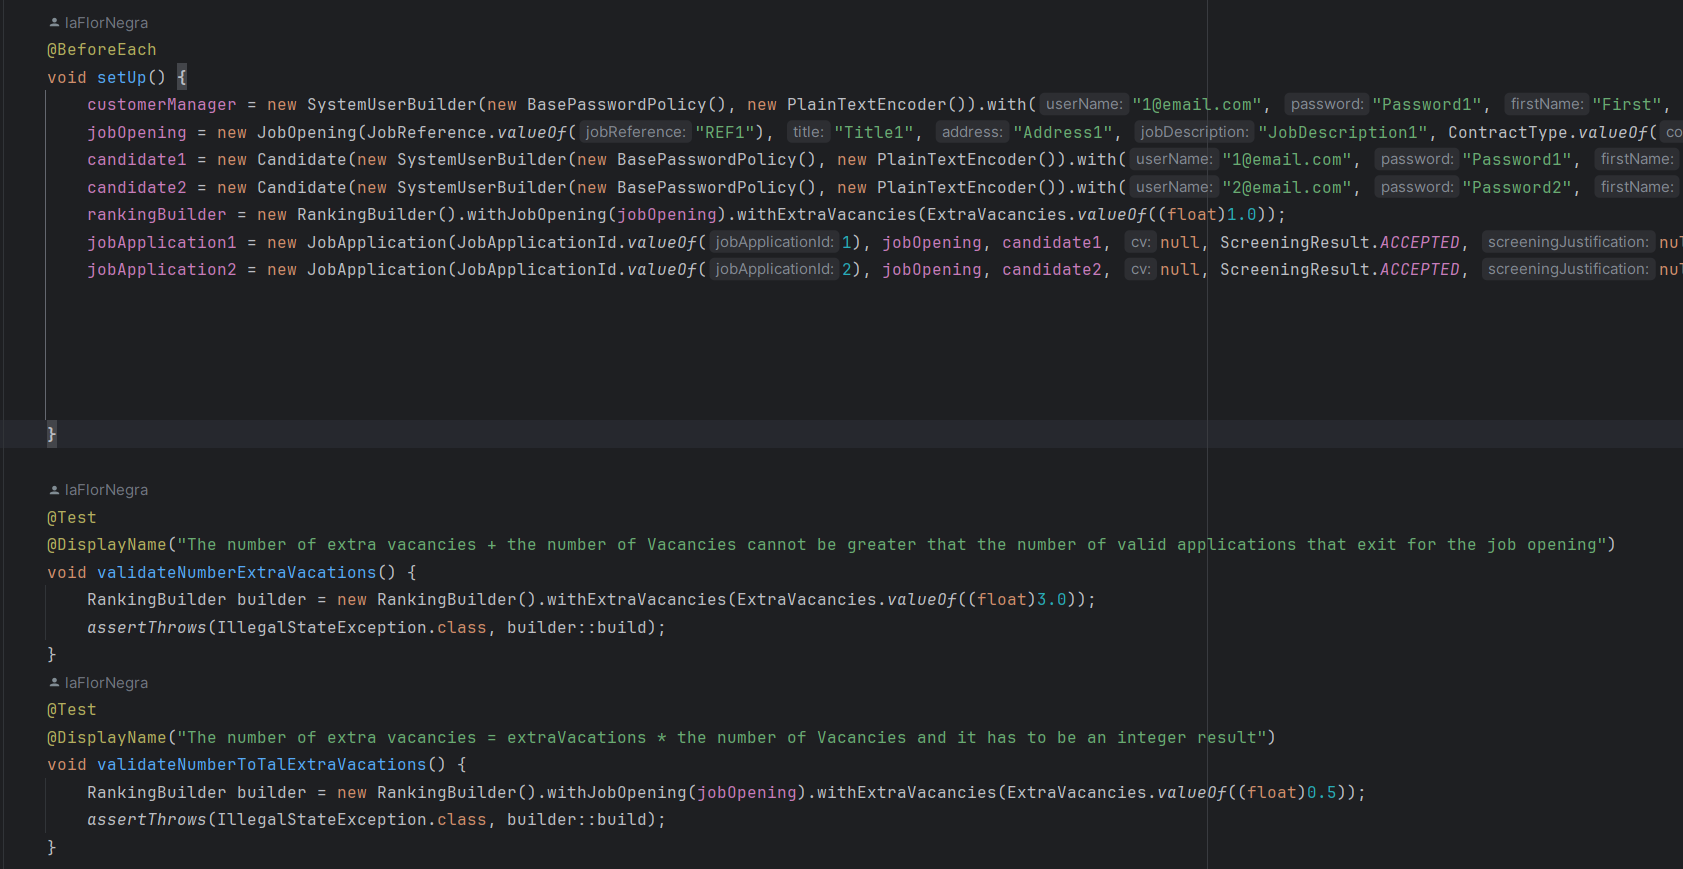 laFlorNegra
@BeforeEach
void setUp() {
customerManager = new SystemUserBuilder(new BasePasswordPolicy(), new PlainTextEncoder()).with( userName: "1@email.com", password: "Password1", firstName: "First",
jobOpening = new JobOpening(JobReference.valueOf( jobReference: "REF1"), title: "Title1", address: "Address1", jobDescription: "JobDescription1", ContractType.valueOf( co
candidate1 = new Candidate(new SystemUserBuilder(new BasePasswordPolicy(), new PlainTextEncoder()).with( userName: "1@email.com", password: "Password1", firstName:
candidate2 = new Candidate(new SystemUserBuilder(new BasePasswordPolicy(), new PlainTextEncoder()).with( userName: "2@email.com", password: "Password2", firstName:
rankingBuilder = new RankingBuilder().withJobOpening(jobOpening).withExtraVacancies(ExtraVacancies.valueOf((float)1.0));
jobApplication1 = new JobApplication(JobApplicationId.valueOf( jobApplicationId: 1), jobOpening, candidate1, cv: null, ScreeningResult.ACCEPTED, screeningJustification: nul
jobApplication2 = new JobApplication(JobApplicationId.valueOf( jobApplicationId: 2), jobOpening, candidate2, cv: null, ScreeningResult.ACCEPTED, screeningJustification: nul
}
laFlorNegra
@Test
@DisplayName("The number of extra vacancies + the number of Vacancies cannot be greater that the number of valid applications that exit for the job opening")
void validateNumberExtraVacations() {
RankingBuilder builder = new RankingBuilder().withExtraVacancies(ExtraVacancies.valueOf((float)3.0));
assertThrows(IllegalStateException.class, builder::build);
}
laFlorNegra
@Test
@DisplayName("The number of extra vacancies = extraVacations * the number of Vacancies and it has to be an integer result")
void validateNumberToTalExtraVacations() {
RankingBuilder builder = new RankingBuilder().withJobOpening(jobOpening).withExtraVacancies(ExtraVacancies.valueOf((float)0.5));
assertThrows(IllegalStateException.class, builder::build);
}